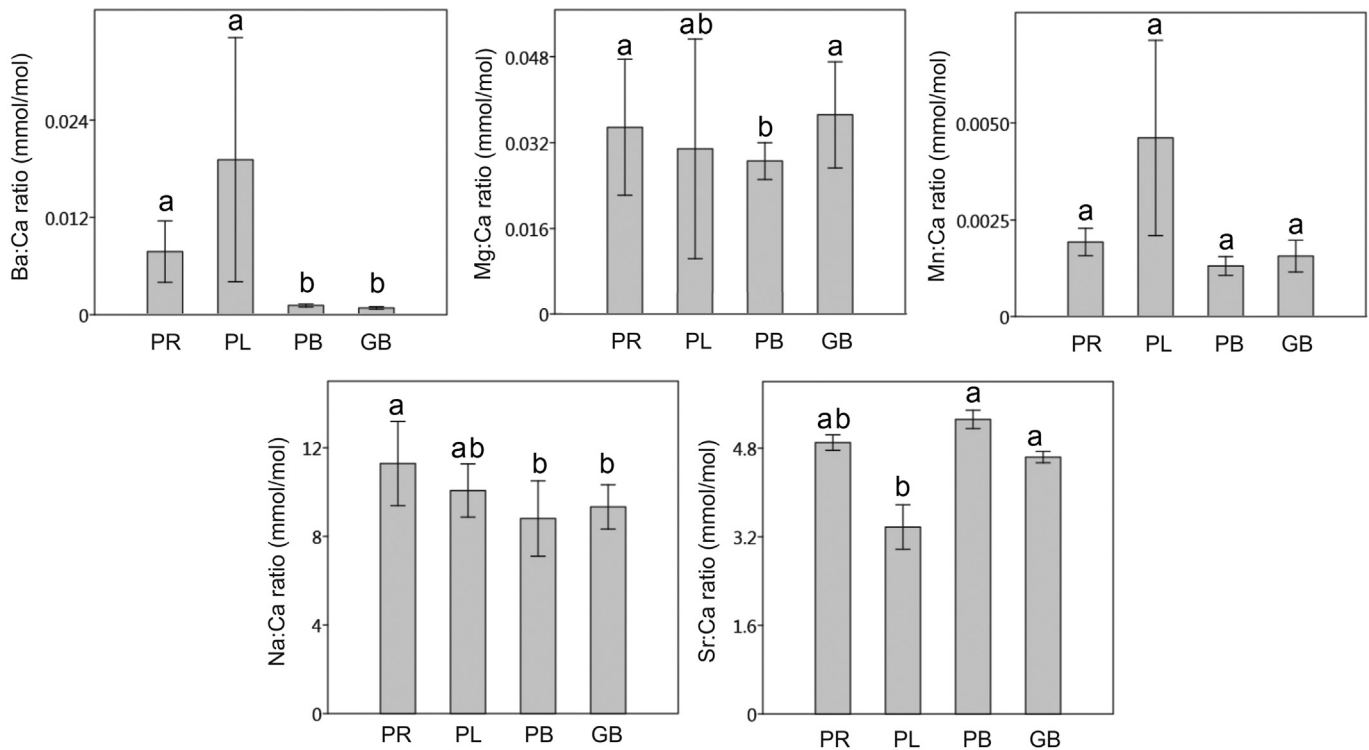 Ba:Ca ratio (mmol/mol)
0.024
0.012
0
a
a
b
b
PR PL PB GB
Mg:Ca ratio (mmol/mol)
0.048
0.032
0.016
0
a
ab
b
a
PR PL PB GB
Mn:Ca ratio (mmol/mol)
0.0050
0.0025
0
a
a
a
a
PR PL PB GB
Na:Ca ratio (mmol/mol)
12
8
4
0
a
ab
b
b
PR PL PB GB
Sr:Ca ratio (mmol/mol)
4.8
3.2
1.6
0
ab
b
a
a
PR PL PB GB